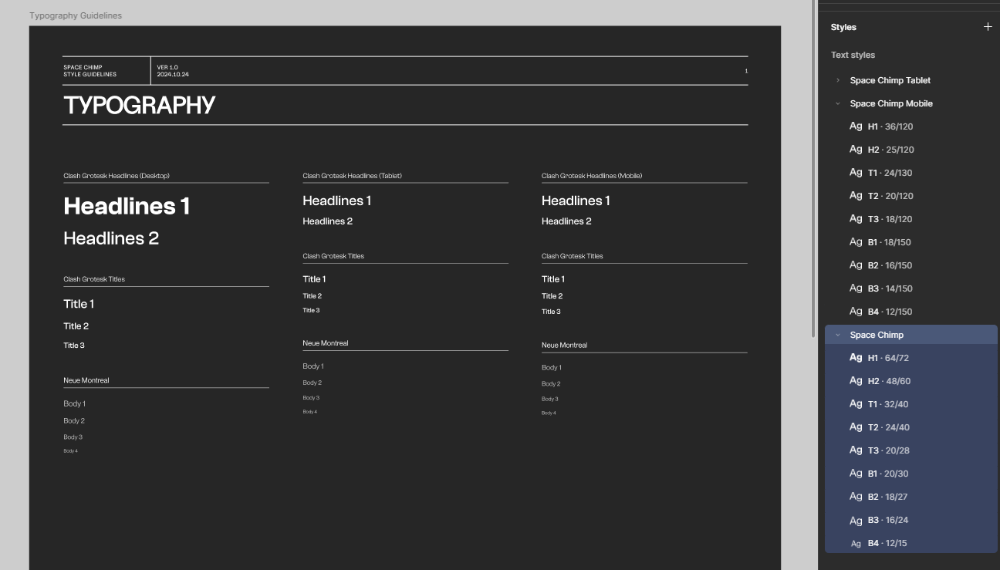 Typography Guidelines
SPACE CHIMP
STYLE GUIDELINES
VER 1.0
2024.10.24
1
TYPOGRAPHY
Clash Grotesk Headlines (Desktop)
Headlines 1
Headlines 2
Clash Grotesk Titles
Title 1
Title 2
Title 3
Neue Montreal
Body 1
Body 2
Body 3
Body 4
Clash Grotesk Headlines (Tablet)
Headlines 1
Headlines 2
Clash Grotesk Titles
Title 1
Title 2
Title 3
Neue Montreal
Body 1
Body 2
Body 3
Body 4
Clash Grotesk Headlines (Mobile)
Headlines 1
Headlines 2
Clash Grotesk Titles
Title 1
Title 2
Title 3
Neue Montreal
Body 1
Body 2
Body 3
Body 4
Styles
Text styles
Space Chimp Tablet
Space Chimp Mobile
Ag H1 · 36/120
Ag H2 · 25/120
Ag T1 · 24/130
Ag T2 · 20/120
Ag T3 · 18/120
Ag B1 · 18/150
Ag B2 · 16/150
Ag B3 · 14/150
Ag B4 · 12/150
Space Chimp
Ag H1 · 64/72
Ag H2 · 48/60
Ag T1 · 32/40
Ag T2 · 24/40
Ag T3 · 20/28
Ag B1 · 20/30
Ag B2 · 18/27
Ag B3 · 16/24
Ag B4 · 12/15